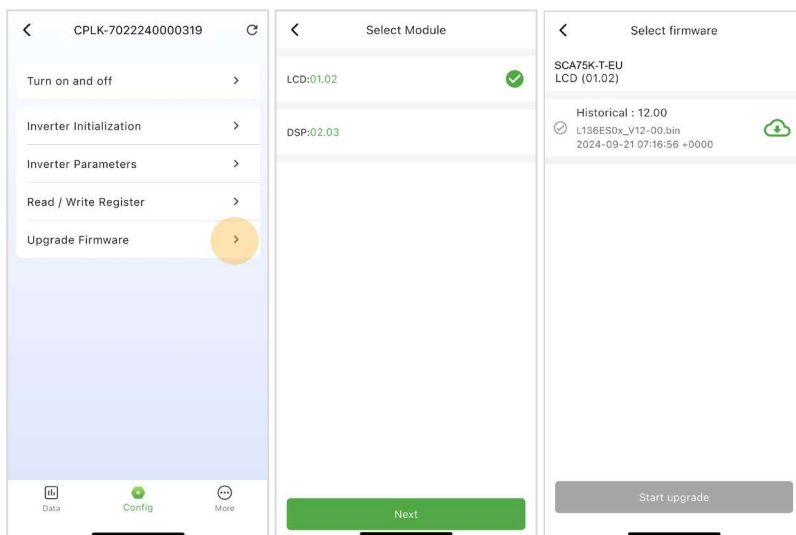 CPLK-7022240000319
Turn on and off
Inverter Initialization
Inverter Parameters
Read / Write Register
Upgrade Firmware
Data
Config
More
Select Module
LCD:01.02
DSP:02.03
Next
Select firmware
SCA75K-T-EU
LCD (01.02)
Historical : 12.00
L136ES0x_V12-00.bin
2024-09-21 07:16:56 +0000
Start upgrade